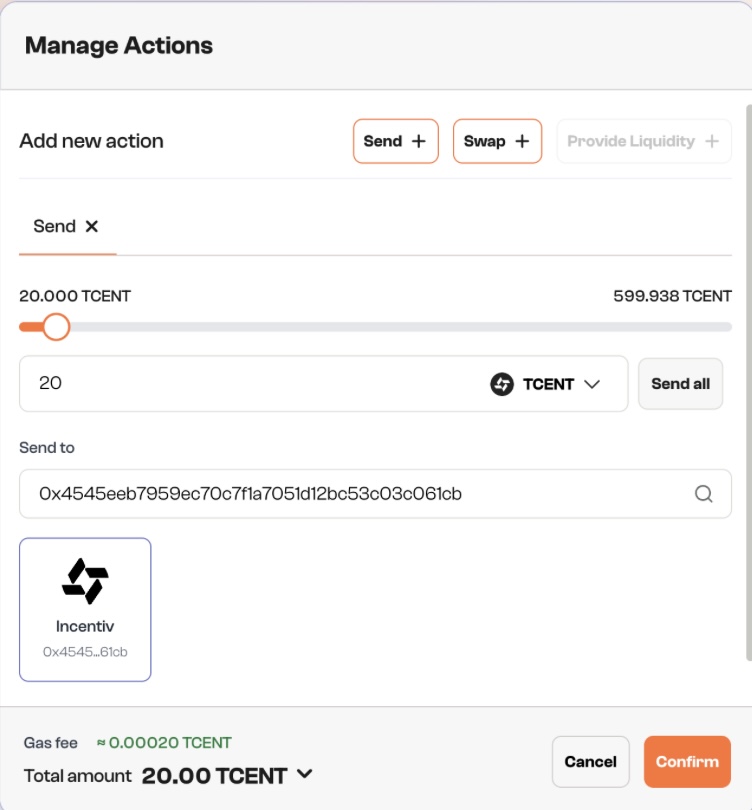 Manage Actions
Add new action
Send +
Swap +
Provide Liquidity +
Send ×
20.000 TCENT
599.938 TCENT
20
TCENT
Send all
Send to
0x4545eeb7959ec70c7f1a7051d12bc53c03c061cb
Incentiv
0x4545...61cb
Gas fee ≈ 0.00020 TCENT
Total amount 20.00 TCENT
Cancel
Confirm